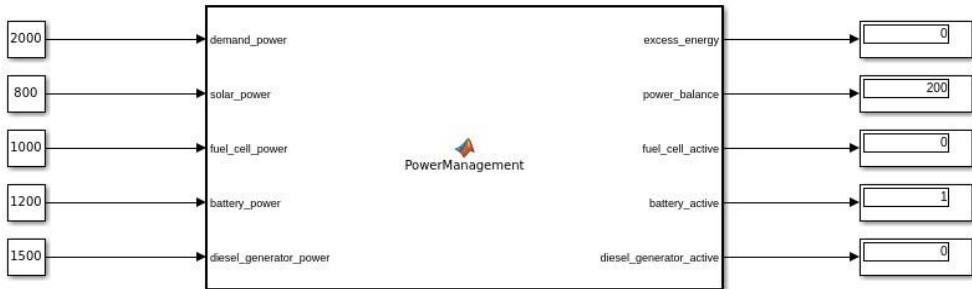 2000 demand_power excess_energy 0
800 solar_power power_balance 200
1000 fuel_cell_power fuel_cell_active 0
PowerManagement
1200 battery_power battery_active 1
1500 diesel_generator_power diesel_generator_active 0